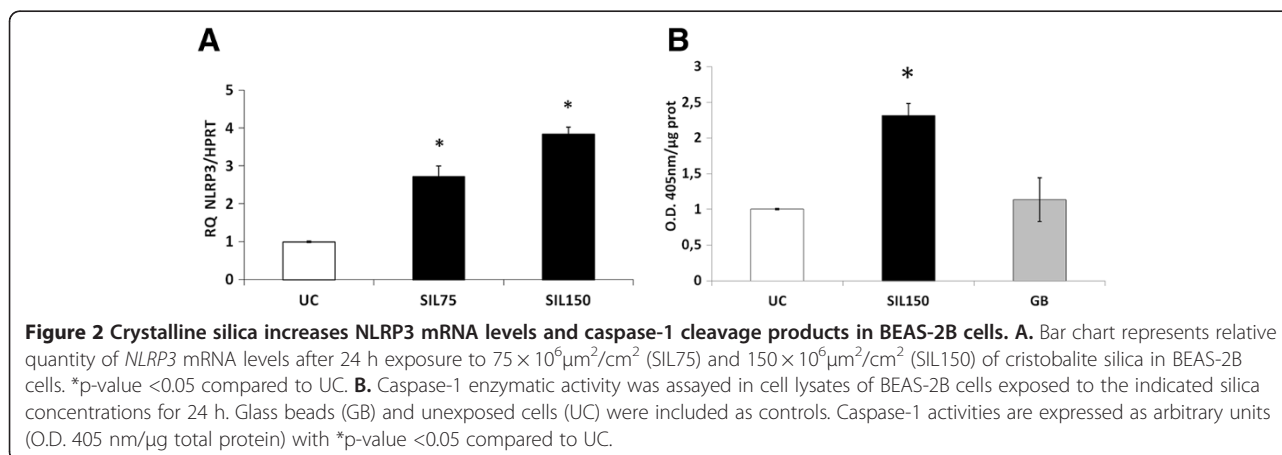 A
RQ NLRP3/HPRT
5
4
3
2
1
0
*
*
UC
SIL75
SIL150
B
O.D. 405nm/µg prot
3
2,5
2
1,5
1
0,5
0
*
UC
SIL150
GB
Figure 2 Crystalline silica increases NLRP3 mRNA levels and caspase-1 cleavage products in BEAS-2B cells. A. Bar chart represents relative
quantity of NLRP3 mRNA levels after 24 h exposure to 75 × 10⁶µm²/cm² (SIL75) and 150 × 10⁶µm²/cm² (SIL150) of cristobalite silica in BEAS-2B
cells. *p-value <0.05 compared to UC. B. Caspase-1 enzymatic activity was assayed in cell lysates of BEAS-2B cells exposed to the indicated silica
concentrations for 24 h. Glass beads (GB) and unexposed cells (UC) were included as controls. Caspase-1 activities are expressed as arbitrary units
(O.D. 405 nm/µg total protein) with *p-value <0.05 compared to UC.